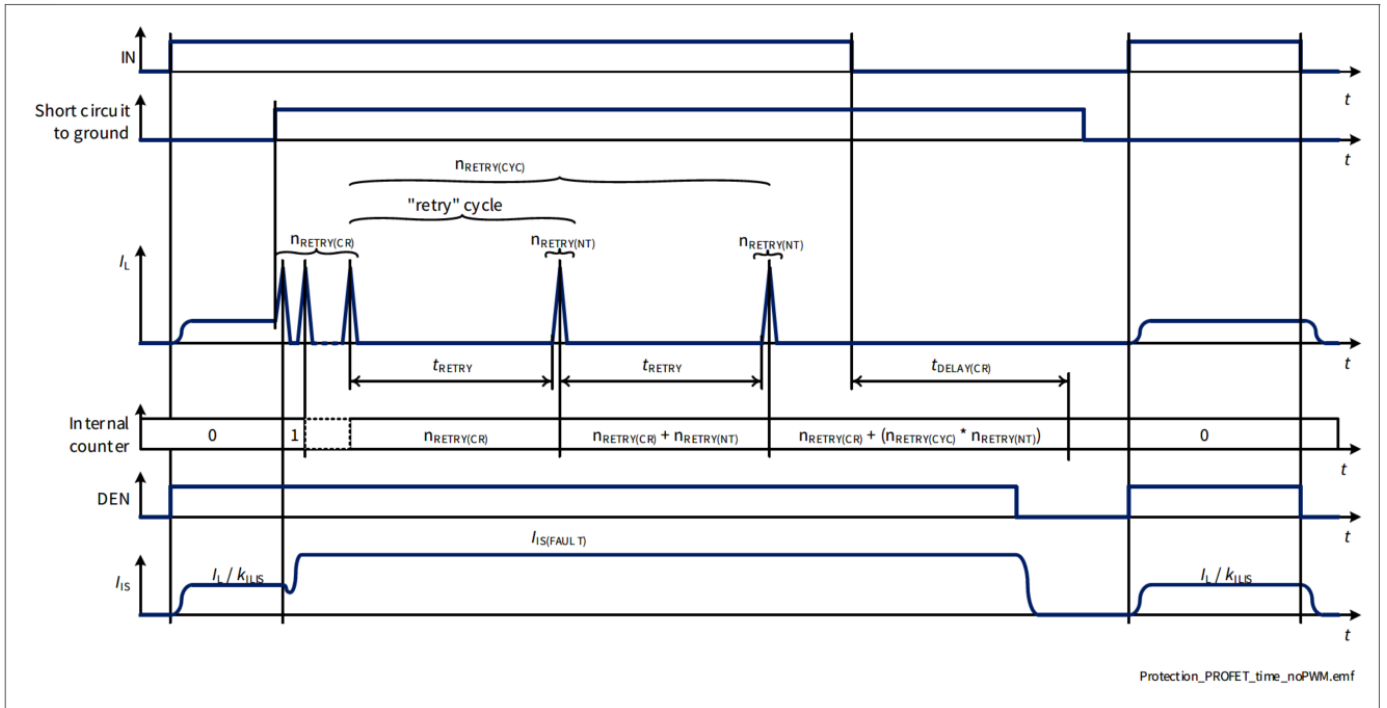 IN
t
Short circuit
to ground
t
nRETRY(CYC)
"retry" cycle
nRETRY(CR)
nRETRY(NT)
nRETRY(NT)
IL
t
tRETRY
tRETRY
tDELAY(CR)
Internal
counter
0
1
nRETRY(CR)
nRETRY(CR) + nRETRY(NT)
nRETRY(CR) + (nRETRY(CYC) * nRETRY(NT))
0
t
DEN
t
IIS(FAULT)
IIS
IL / kILIS
IL / kILIS
t
Protection_PROFET_time_noPWM.emf